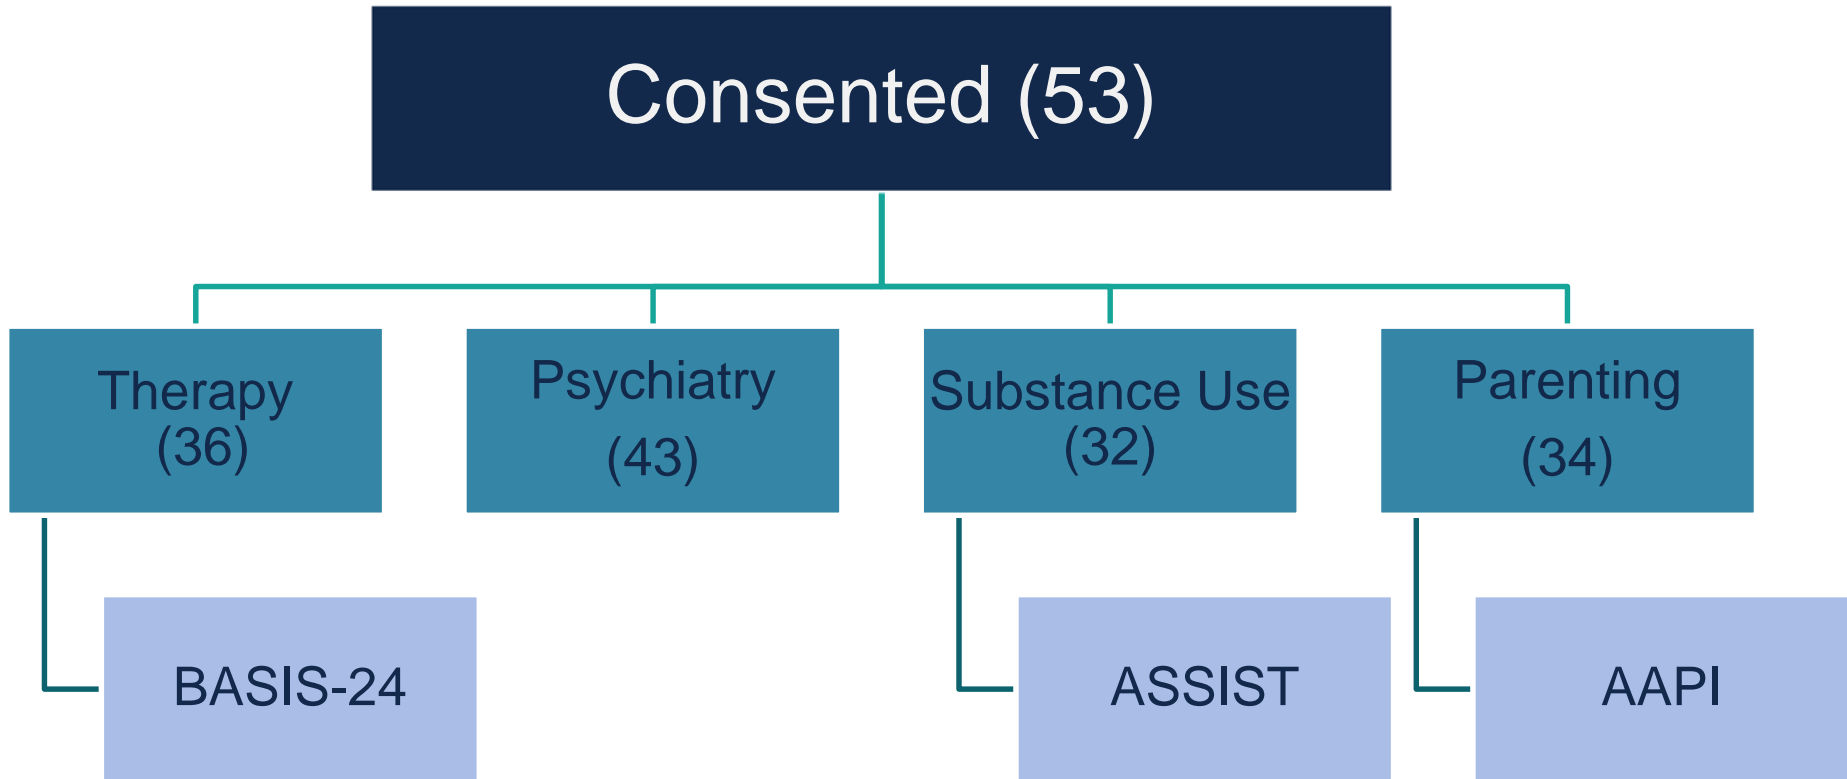 Consented (53)
Therapy
(36)
Psychiatry
(43)
Substance Use
(32)
Parenting
(34)
BASIS-24
ASSIST
AAPI